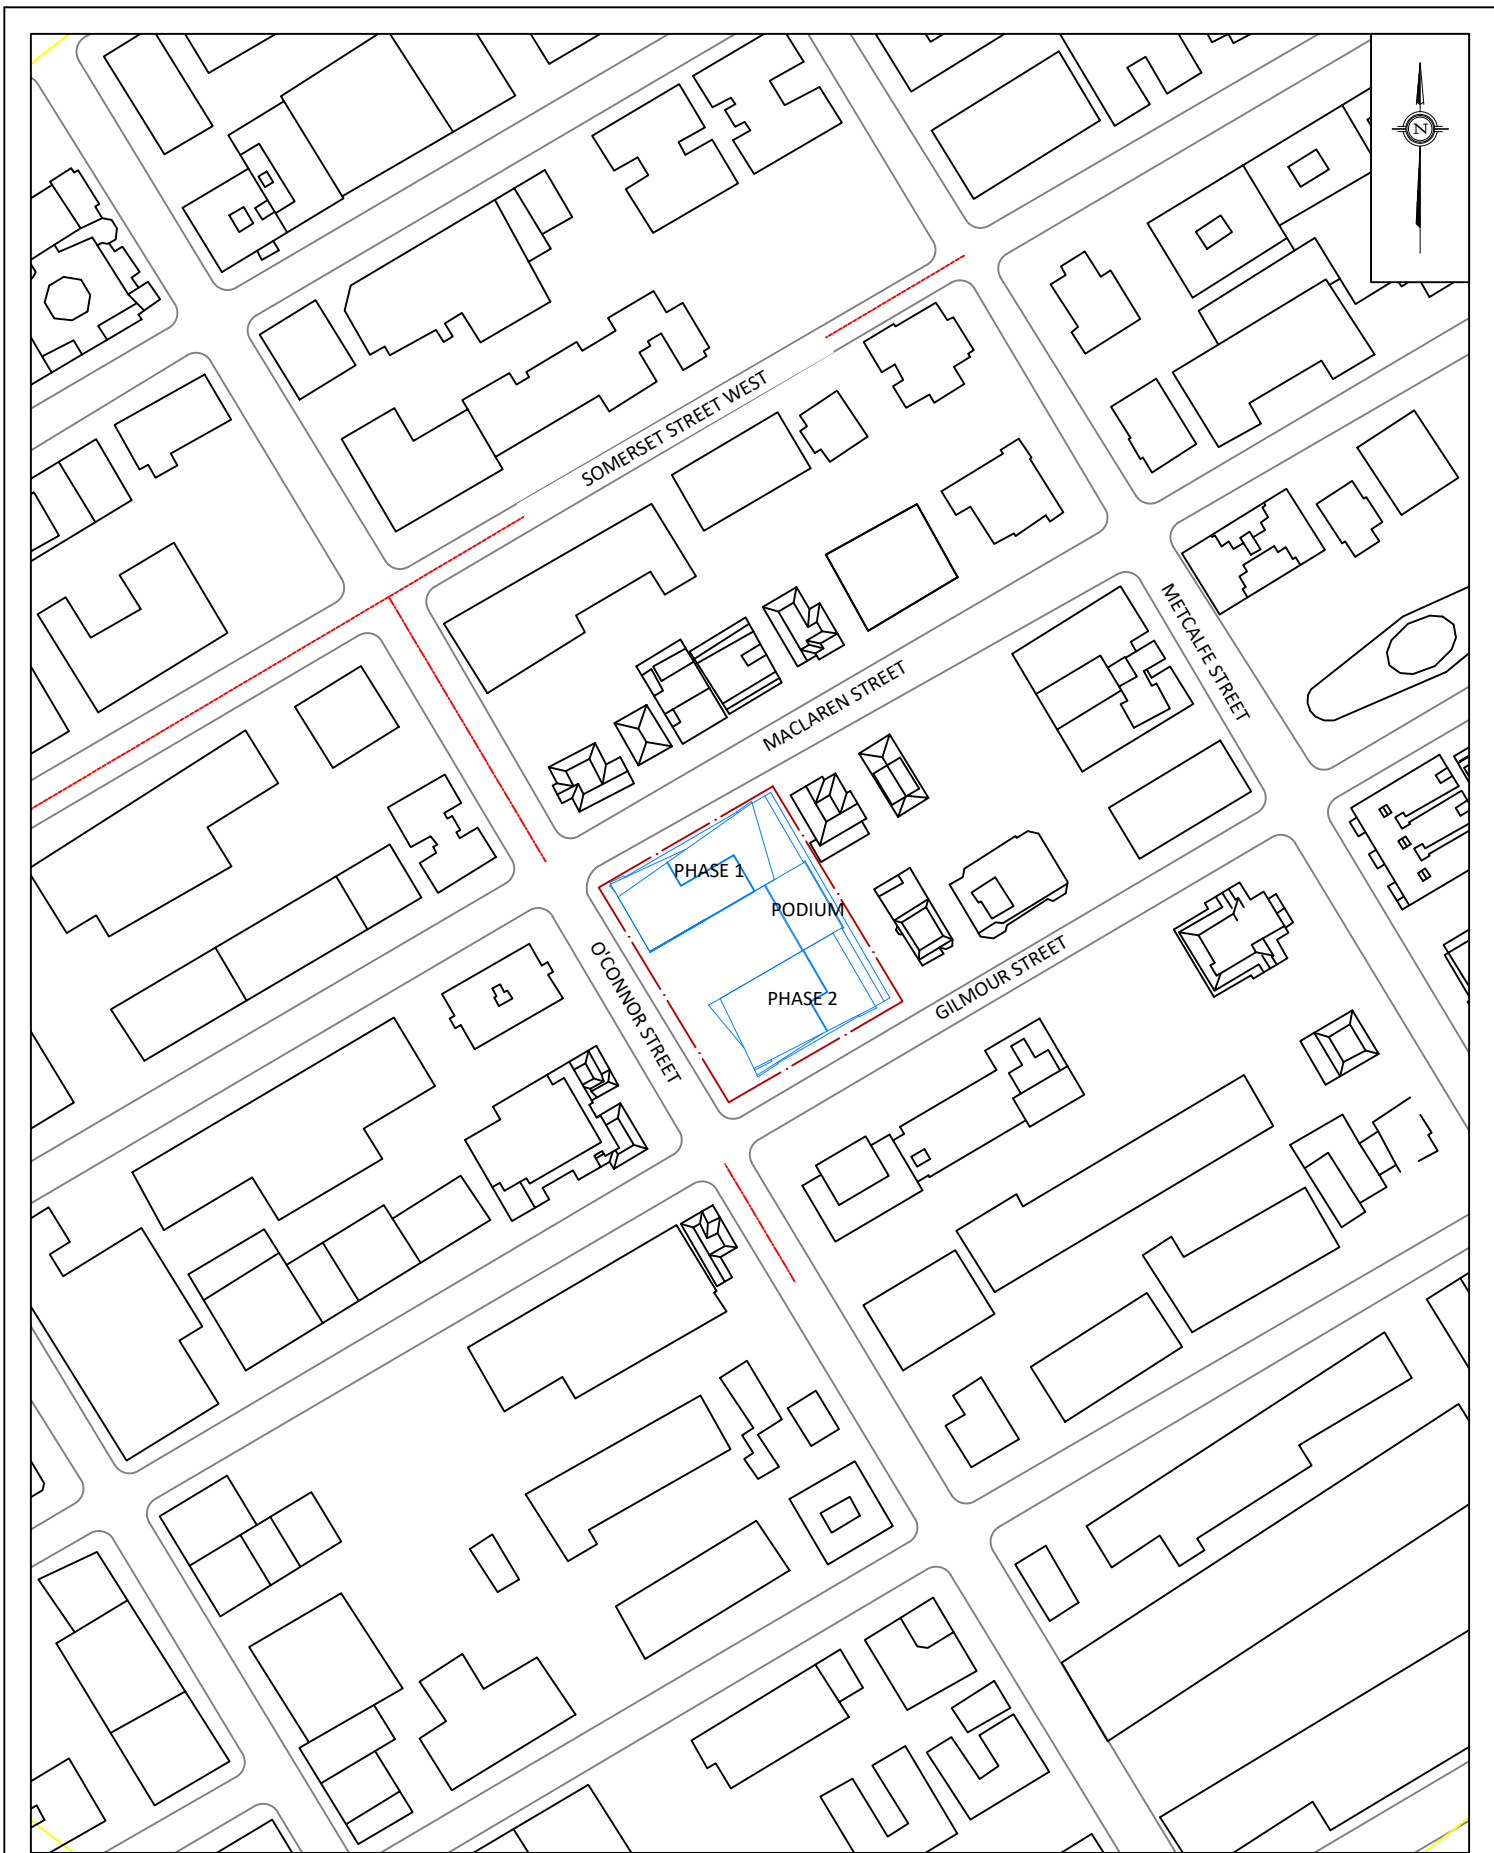 N
SOMERSET STREET WEST
METCALFE STREET
MACLAREN STREET
PHASE 1
PODIUM
O'CONNOR STREET
GILMOUR STREET
PHASE 2